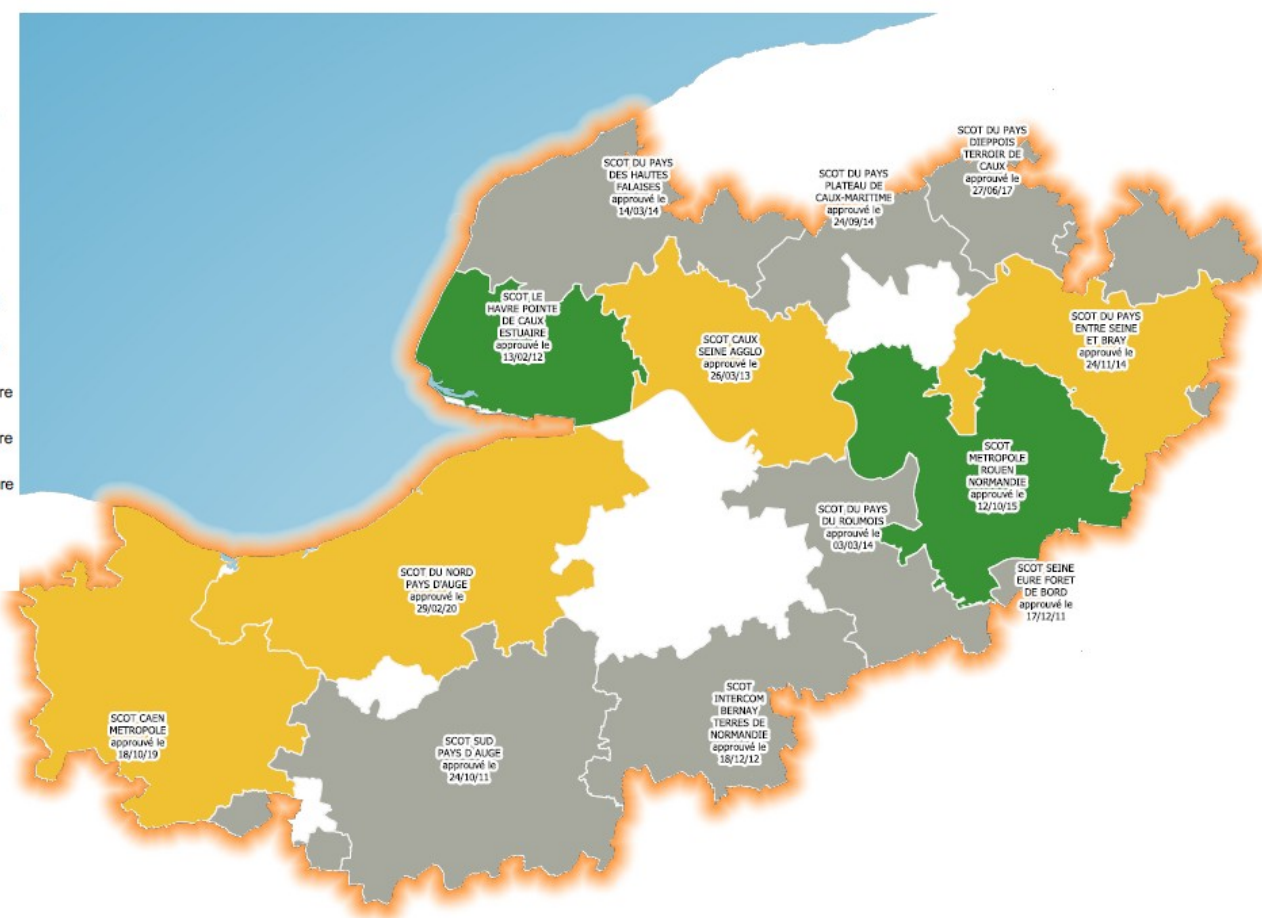 SCOT DU PAYS
DIEPPOIS
TERROIR DE
CAUX
approuvé le
27/06/17
SCOT DU PAYS
DES HAUTES
FALAISES
approuvé le
14/03/14
SCOT DU PAYS
PLATEAU DE
CAUX-MARITIME
approuvé le
24/09/14
SCOT LE
HAVRE POINTE
DE CAUX
ESTUAIRE
approuvé le
13/02/12
SCOT CAUX
SEINE AGGLO
approuvé le
26/03/13
SCOT DU PAYS
ENTRE SEINE
ET BRAY
approuvé le
24/11/14
re
re
re
SCOT
METROPOLE
ROUEN
NORMANDIE
approuvé le
12/10/15
SCOT DU PAYS
DU ROUMOIS
approuvé le
03/03/14
SCOT SEINE
EURE FORET
DE BORD
approuvé le
17/12/11
SCOT DU NORD
PAYS D'AUGE
approuvé le
29/02/20
SCOT CAEN
METROPOLE
approuvé le
18/10/19
SCOT SUD
PAYS D'AUGE
approuvé le
24/10/11
SCOT
INTERCOM
BERNAY
TERRES DE
NORMANDIE
approuvé le
18/12/12